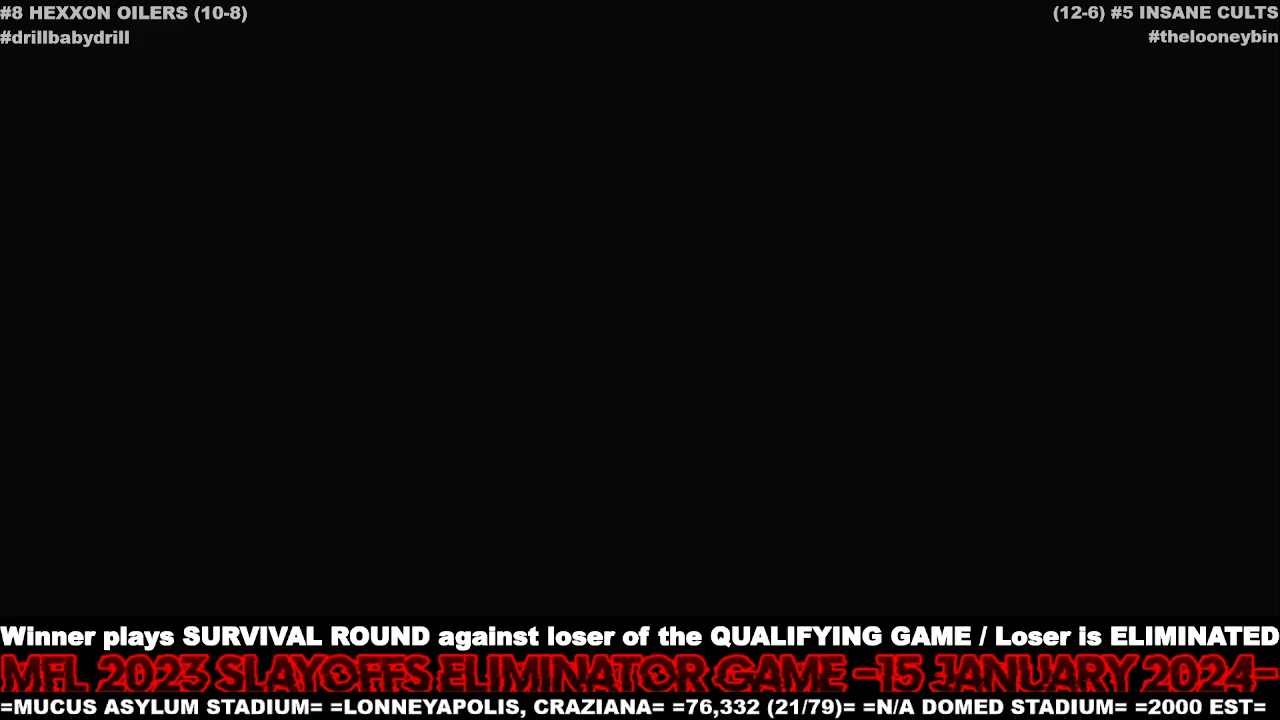 #8 HEXXON OILERS (10-8)
(12-6) #5 INSANE CULTS
#drillbabydrill
#thelooneybin
Winner plays SURVIVAL ROUND against loser of the QUALIFYING GAME / Loser is ELIMINATED
MFL 2023 SLAYOFFS ELIMINATOR GAME -15 JANUARY 2024-
=MUCUS ASYLUM STADIUM= =LONNEYAPOLIS, CRAZIANA= =76,332 (21/79)= =N/A DOMED STADIUM= =2000 EST=